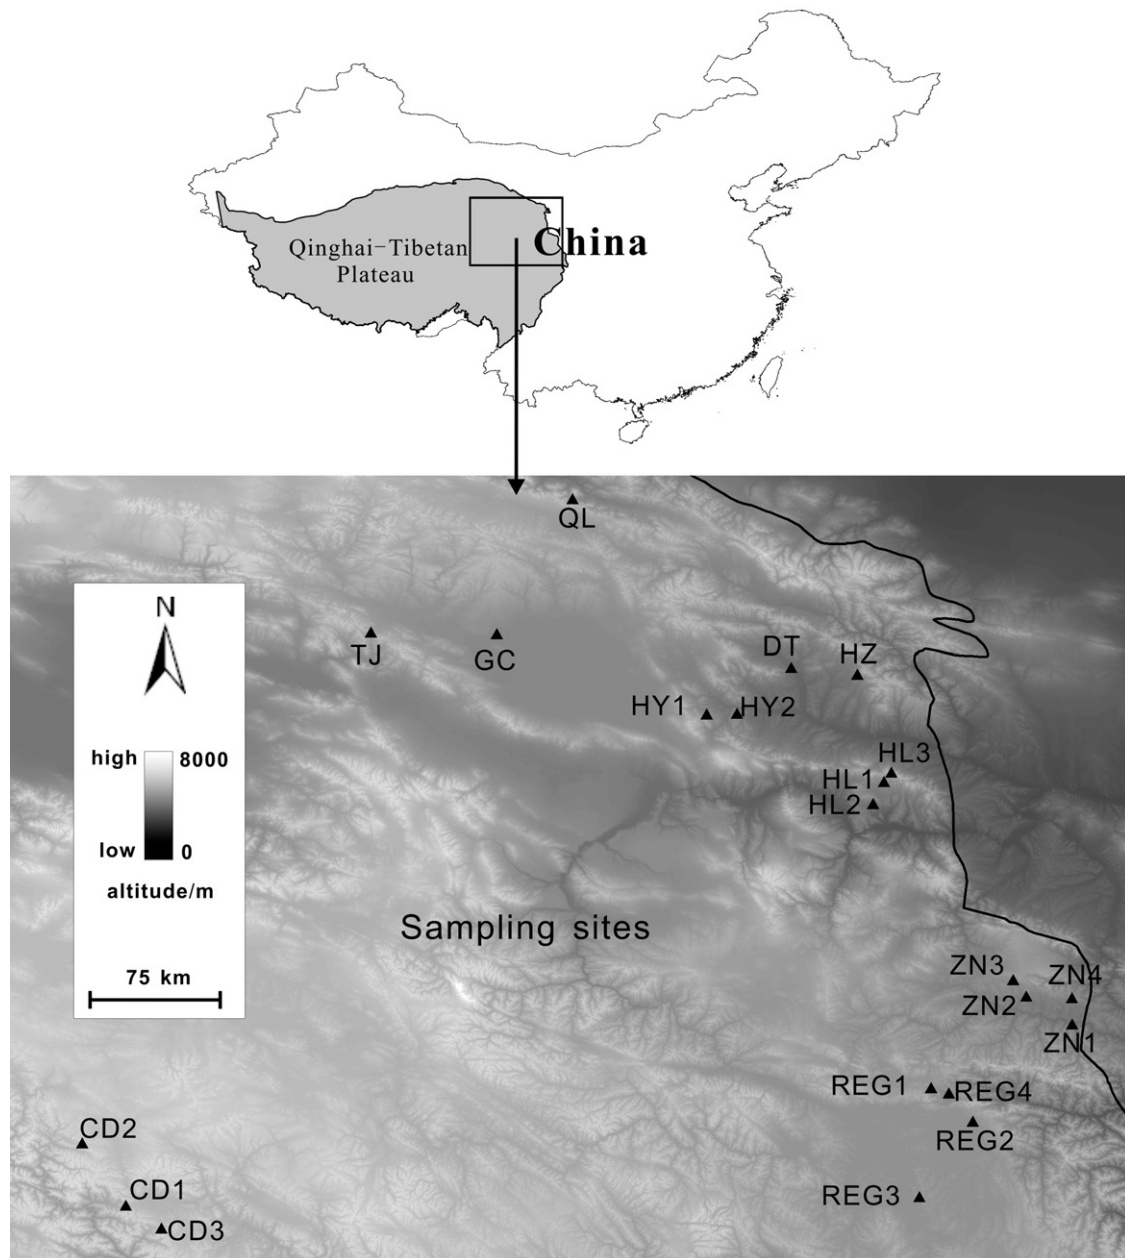 Qinghai-Tibetan
Plateau
China
QL
TJ
GC
DT
HZ
HY1
HY2
HL3
HL1
HL2
N
high
8000
low
0
altitude/m
75 km
Sampling sites
ZN3
ZN4
ZN2
ZN1
REG1
REG4
REG2
REG3
CD2
CD1
CD3